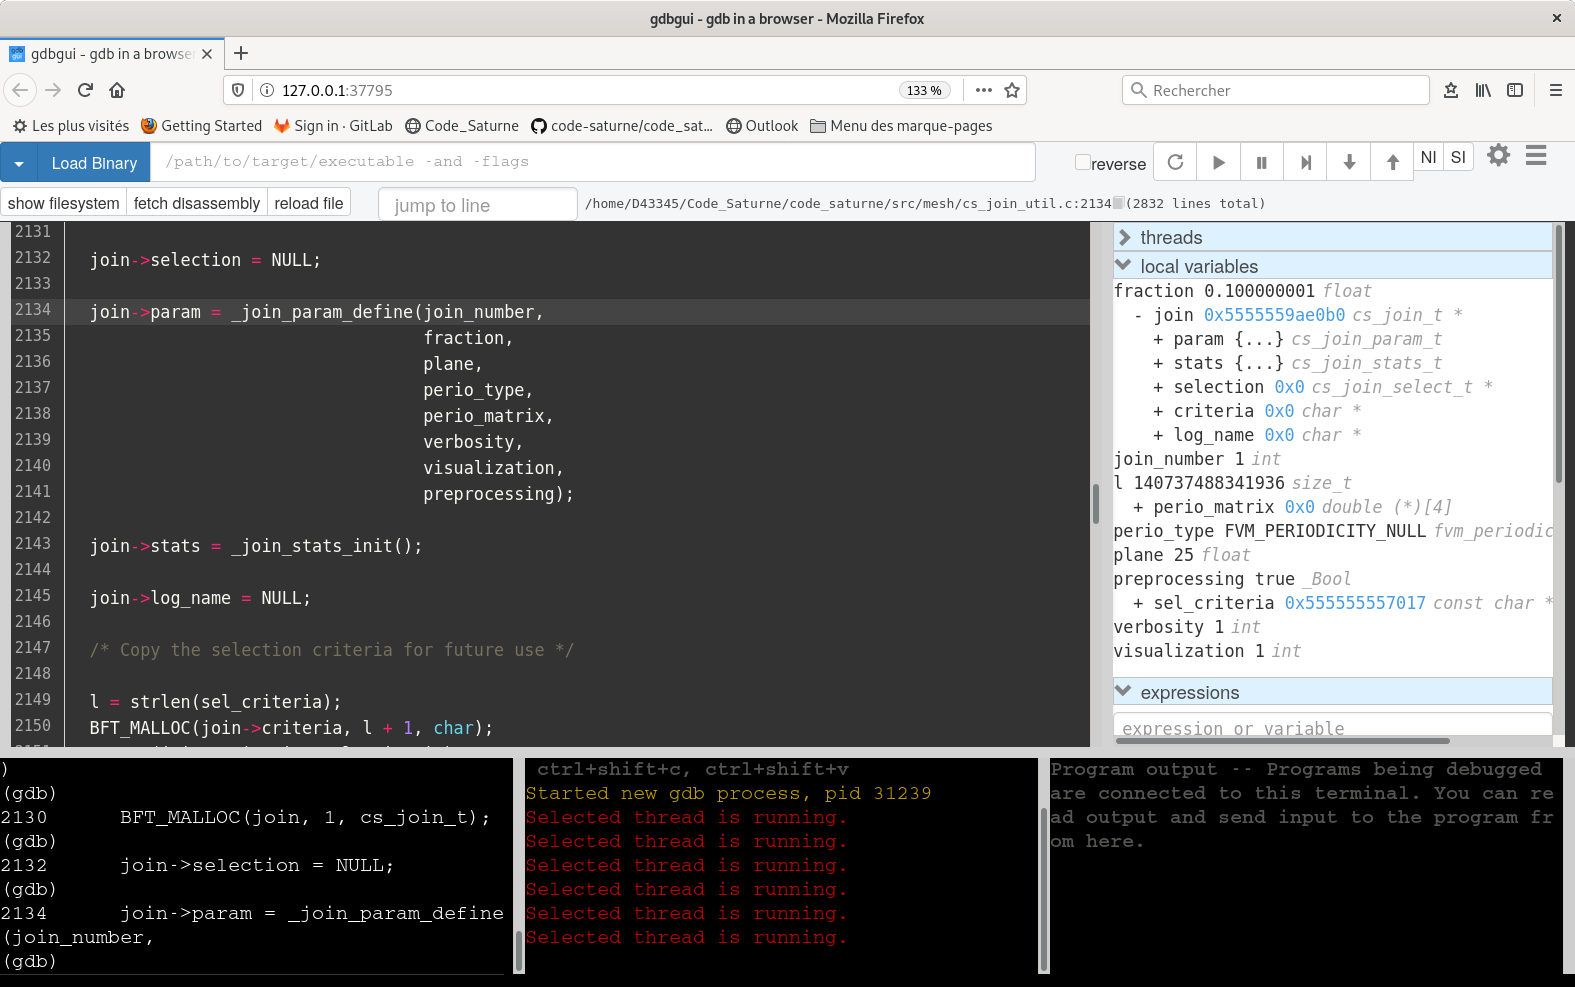 gdbgui - gdb in a browser - Mozilla Firefox
gdbgui - gdb in a browse
127.0.0.1:37795
133 %
Rechercher
Les plus visités
Getting Started
Sign in · GitLab
Code_Saturne
code-saturne/code_sat…
Outlook
Menu des marque-pages
Load Binary
/path/to/target/executable -and -flags
reverse
NI
SI
show filesystem
fetch disassembly
reload file
jump to line
/home/D43345/Code_Saturne/code_saturne/src/mesh/cs_join_util.c:2134 (2832 lines total)
2131
2132 join->selection = NULL;
2133
2134 join->param = _join_param_define(join_number,
2135 fraction,
2136 plane,
2137 perio_type,
2138 perio_matrix,
2139 verbosity,
2140 visualization,
2141 preprocessing);
2142
2143 join->stats = _join_stats_init();
2144
2145 join->log_name = NULL;
2146
2147 /* Copy the selection criteria for future use */
2148
2149 l = strlen(sel_criteria);
2150 BFT_MALLOC(join->criteria, l + 1, char);
threads
local variables
fraction 0.100000001 float
- join 0x5555559ae0b0 cs_join_t *
+ param {...} cs_join_param_t
+ stats {...} cs_join_stats_t
+ selection 0x0 cs_join_select_t *
+ criteria 0x0 char *
+ log_name 0x0 char *
join_number 1 int
l 140737488341936 size_t
+ perio_matrix 0x0 double (*)[4]
perio_type FVM_PERIODICITY_NULL fvm_periodic
plane 25 float
preprocessing true _Bool
+ sel_criteria 0x555555557017 const char *
verbosity 1 int
visualization 1 int
expressions
expression or variable
)
(gdb)
2130 BFT_MALLOC(join, 1, cs_join_t);
(gdb)
2132 join->selection = NULL;
(gdb)
2134 join->param = _join_param_define
(join_number,
(gdb)
ctrl+shift+c, ctrl+shift+v
Started new gdb process, pid 31239
Selected thread is running.
Selected thread is running.
Selected thread is running.
Selected thread is running.
Selected thread is running.
Selected thread is running.
Program output -- Programs being debugged
are connected to this terminal. You can re
ad output and send input to the program fr
om here.